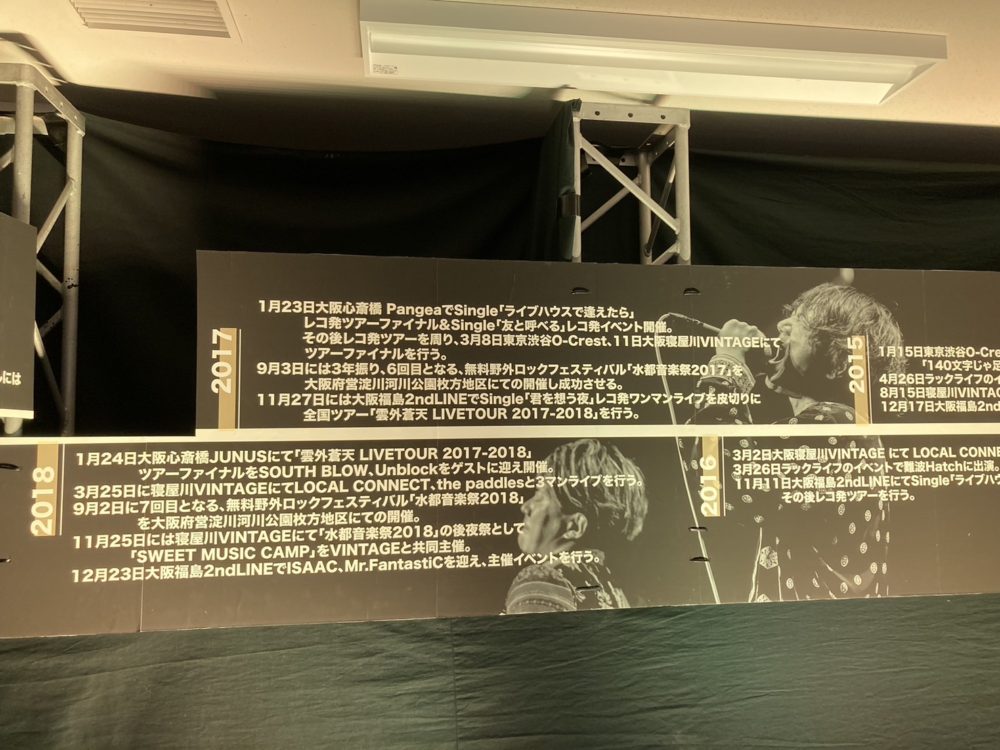 2017
1月23日大阪心斎橋 PangeaでSingle｢ライブハウスで逢えたら｣
レコ発ツアーファイナル&Single｢友と呼べる｣レコ発イベント開催。
その後レコ発ツアーを周り、3月8日東京渋谷O-Crest、11日大阪寝屋川VINTAGEにて
ツアーファイナルを行う。
9月3日には3年振り、6回目となる、無料野外ロックフェスティバル｢水都音楽祭2017｣を
大阪府営淀川河川公園枚方地区にての開催し成功させる。
11月27日には大阪福島2ndLINEでSingle｢君を想う夜｣レコ発ワンマンライブを皮切りに
全国ツアー｢雲外蒼天 LIVETOUR 2017-2018｣を行う。
2015
1月15日東京渋谷O-Cres
｢140文字じゃ足
4月26日ラックライフのイ
8月15日寝屋川VINTAGE
12月17日大阪福島2nd
んには
2018
1月24日大阪心斎橋JUNUSにて｢雲外蒼天 LIVETOUR 2017-2018｣
ツアーファイナルをSOUTH BLOW、Unblockをゲストに迎え開催。
3月25日に寝屋川VINTAGEにてLOCAL CONNECT、the paddlesと3マンライブを行う。
9月2日に7回目となる、無料野外ロックフェスティバル｢水都音楽祭2018｣
を大阪府営淀川河川公園枚方地区にての開催。
11月25日には寝屋川VINTAGEにて｢水都音楽祭2018｣の後夜祭として
｢SWEET MUSIC CAMP｣をVINTAGEと共同主催。
12月23日大阪福島2ndLINEでISAAC、Mr.FantastiCを迎え、主催イベントを行う。
2016
3月2日大阪寝屋川VINTAGE にて LOCAL CONNE
3月26日ラックライフのイベントで難波Hatchに出演。
11月11日大阪福島2ndLINEにてSingle｢ライブハウ
その後レコ発ツアーを行う。